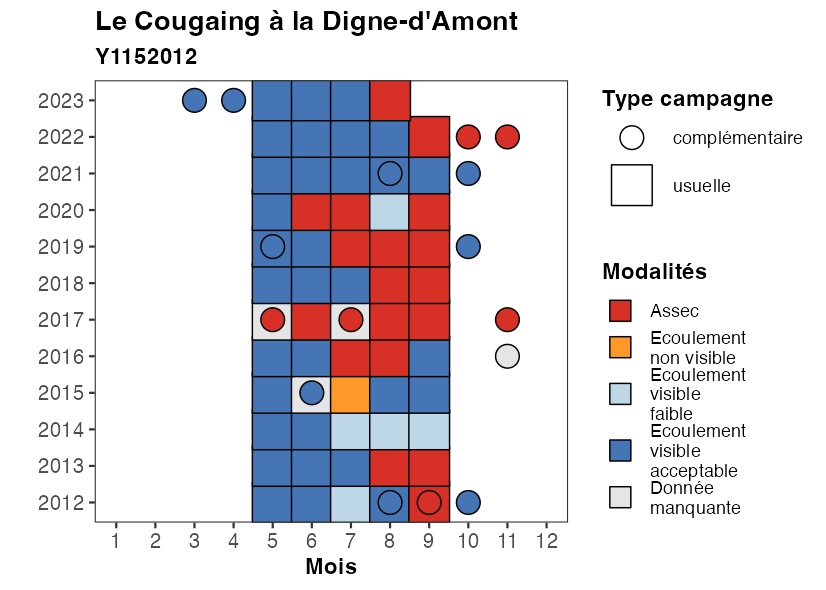 Le Cougaing à la Digne-d'Amont
Y1152012
2023
2022
2021
2020
2019
2018
2017
2016
2015
2014
2013
2012
1 2 3 4 5 6 7 8 9 10 11 12
Mois
Type campagne
complémentaire
usuelle
Modalités
Assec
Ecoulement
non visible
Ecoulement
visible
faible
Ecoulement
visible
acceptable
Donnée
manquante